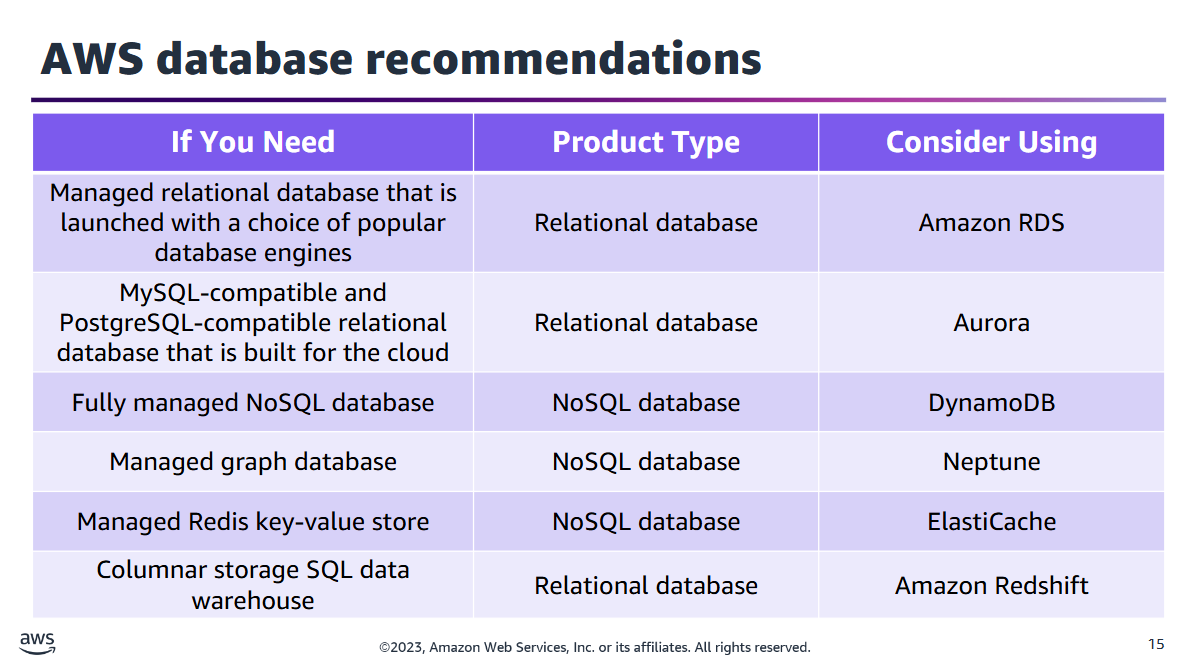 AWS database recommendations
If You Need
Product Type
Consider Using
Managed relational database that is
launched with a choice of popular
database engines
Relational database
Amazon RDS
MySQL-compatible and
PostgreSQL-compatible relational
database that is built for the cloud
Relational database
Aurora
Fully managed NoSQL database
NoSQL database
DynamoDB
Managed graph database
NoSQL database
Neptune
Managed Redis key-value store
NoSQL database
ElastiCache
Columnar storage SQL data
warehouse
Relational database
Amazon Redshift
aws
©2023, Amazon Web Services, Inc. or its affiliates. All rights reserved.
15